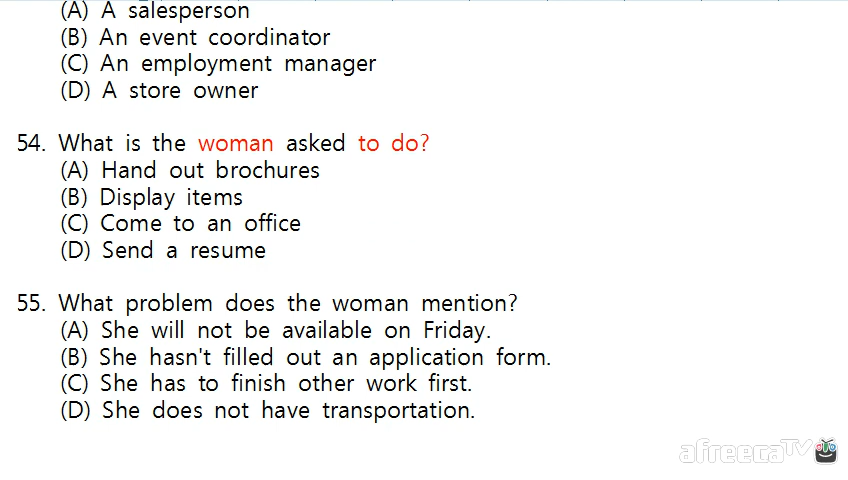 (A) A salesperson
(B) An event coordinator
(C) An employment manager
(D) A store owner
54. What is the woman asked to do?
(A) Hand out brochures
(B) Display items
(C) Come to an office
(D) Send a resume
55. What problem does the woman mention?
(A) She will not be available on Friday.
(B) She hasn't filled out an application form.
(C) She has to finish other work first.
(D) She does not have transportation.
afreecaTV